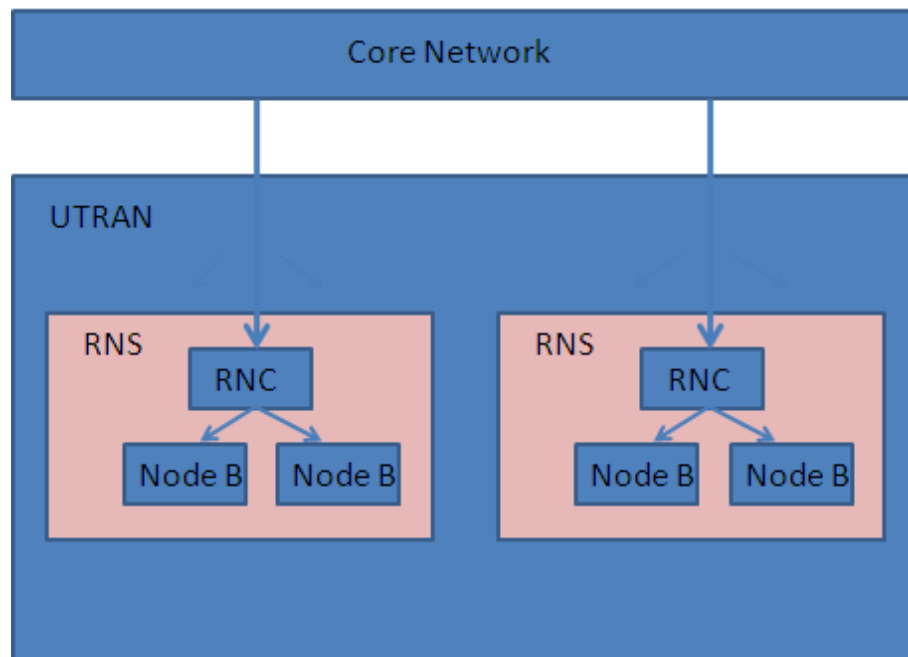 Core Network
UTRAN
RNS
RNC
Node B
Node B
RNS
RNC
Node B
Node B